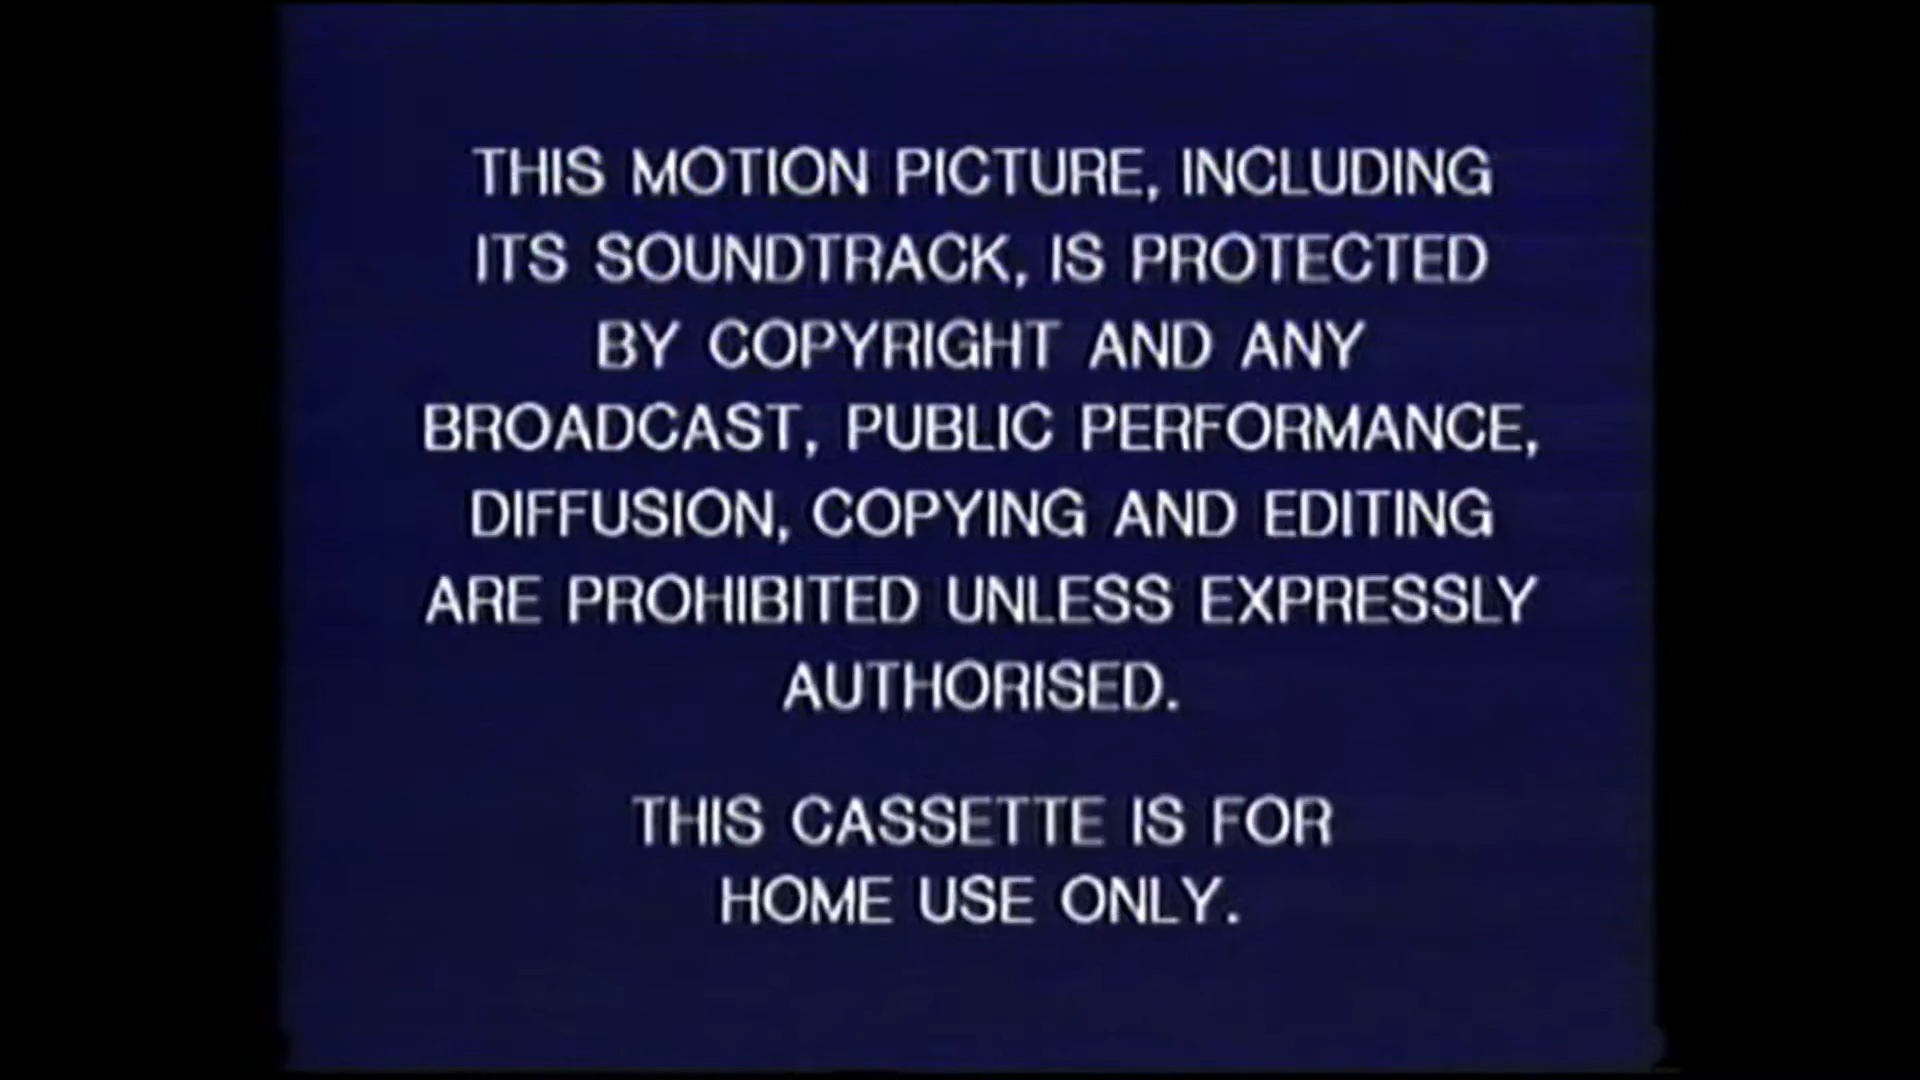 THIS MOTION PICTURE, INCLUDING
ITS SOUNDTRACK, IS PROTECTED
BY COPYRIGHT AND ANY
BROADCAST, PUBLIC PERFORMANCE,
DIFFUSION, COPYING AND EDITING
ARE PROHIBITED UNLESS EXPRESSLY
AUTHORISED.
THIS CASSETTE IS FOR
HOME USE ONLY.